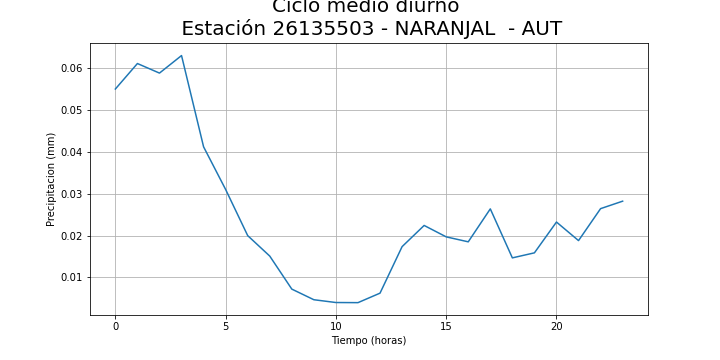 Ciclo medio diurno
Estación 26135503 - NARANJAL  - AUT
0.06
0.05
0.04
0.03
0.02
0.01
Precipitacion (mm)
0 5 10 15 20
Tiempo (horas)